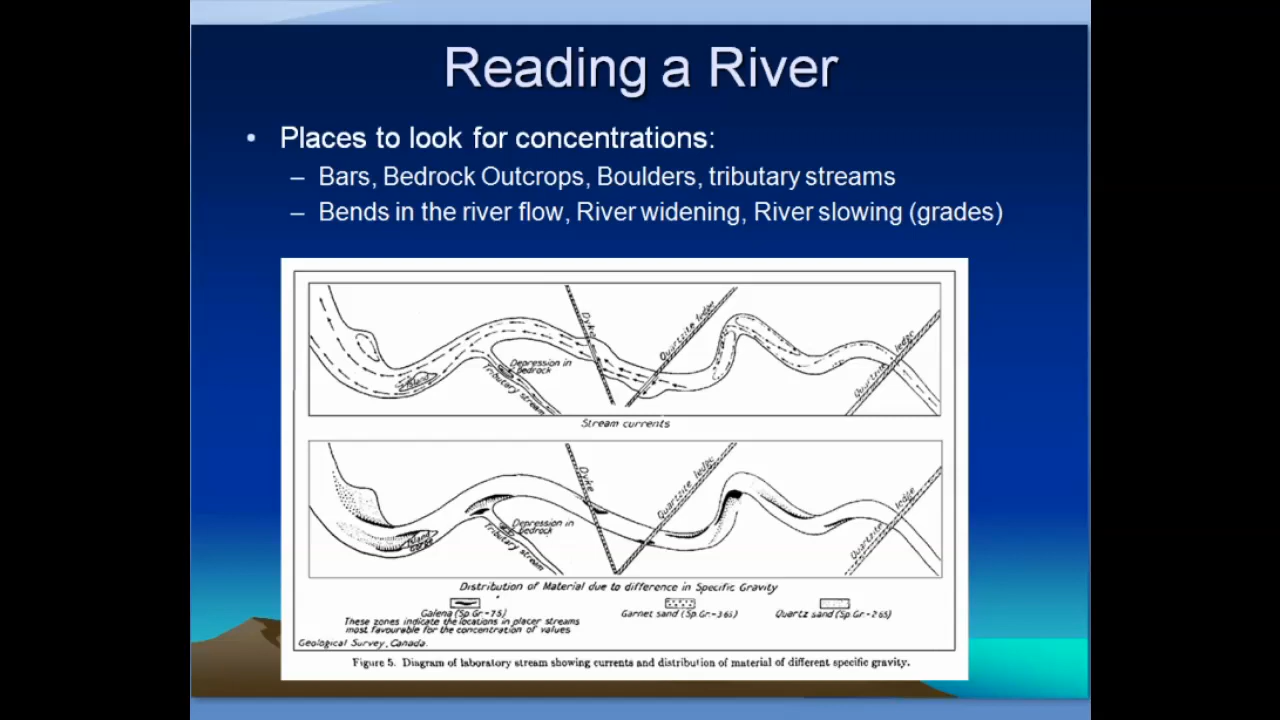 Reading a River
• Places to look for concentrations:
– Bars, Bedrock Outcrops, Boulders, tributary streams
– Bends in the river flow, River widening, River slowing (grades)
Dyke
Quartzite ledge
Quartzite ledge
Depression in
bedrock
Tributary stream
Island
Stream currents
Dyke
Quartzite ledge
Quartzite ledge
Depression in
bedrock
Tributary stream
Island
Distribution of Material due to difference in Specific Gravity
Galena (Sp. Gr. = 7.5)
Garnet sand (Sp. Gr. = 3.65)
Quartz sand (Sp. Gr. = 2.65)
These zones indicate the locations in placer streams
most favourable for the concentration of values
Geological Survey, Canada.
Figure 5. Diagram of laboratory stream showing currents and distribution of material of different specific gravity.